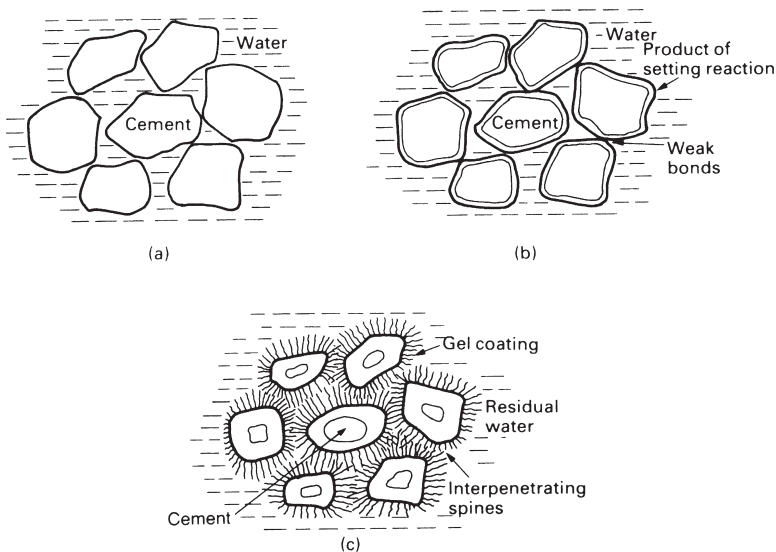 Water
Cement
(a)
Water
Product of
setting reaction
Cement
Weak
bonds
(b)
Gel coating
Residual
water
Interpenetrating
spines
Cement
(c)